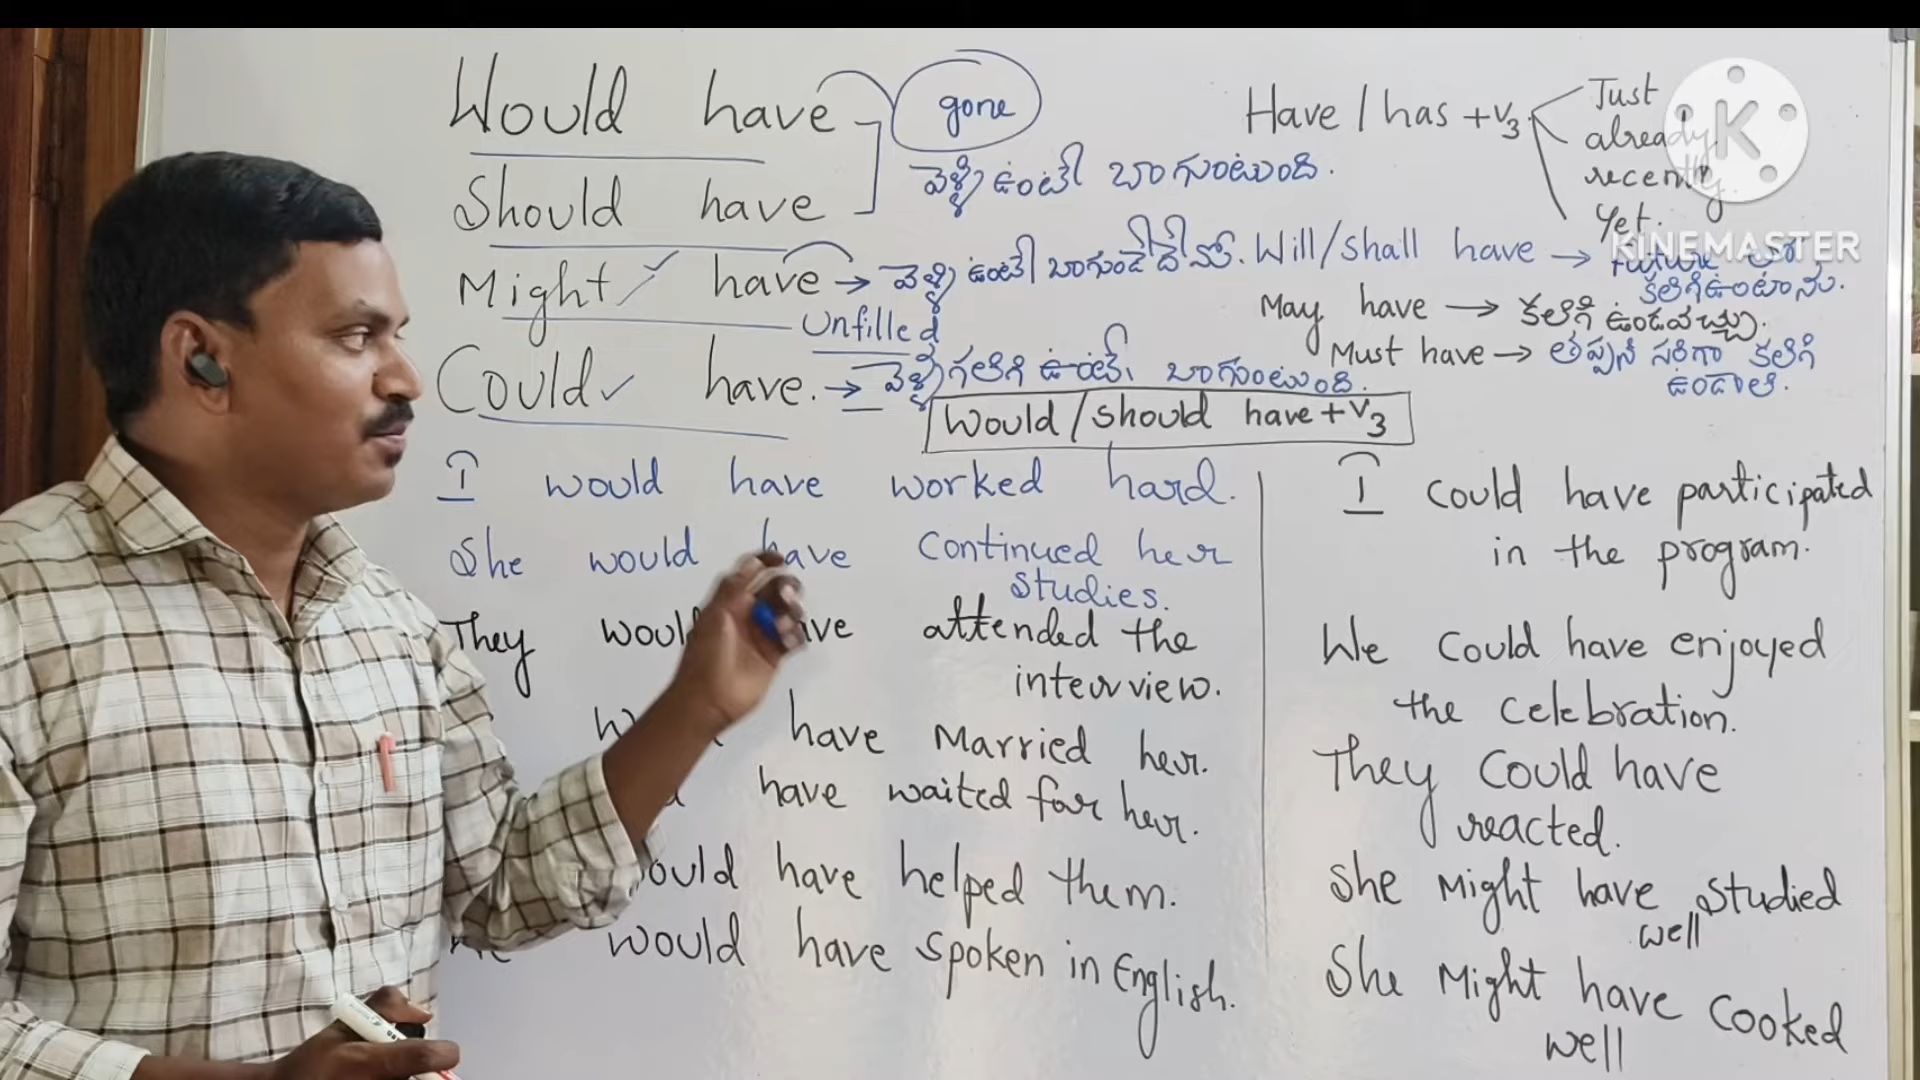 Would have gone
వెళ్ళి ఉంటే బాగుంటుంది.
Should have
Might have → వెళ్ళి ఉంటే బాగుండేదేమో.
Unfilled
Could have. → వెళ్ళగలిగి ఉంటే బాగుంటుంది.
Would/should have + V3
Have / has + V3
Just
already
recently
Yet.
Will/shall have → Future లో
కలిగి ఉంటాను.
May have → కలిగి ఉండవచ్చు.
Must have → తప్పని సరిగా కలిగి
ఉండాలి.
KINEMASTER
I would have worked hard.
She would have continued her
studies.
They would have attended the
interview.
have Married her.
have waited for her.
would have helped them.
would have spoken in English.
I could have participated
in the program.
We could have enjoyed
the celebration.
They could have
reacted.
She Might have studied
well
She Might have cooked
well